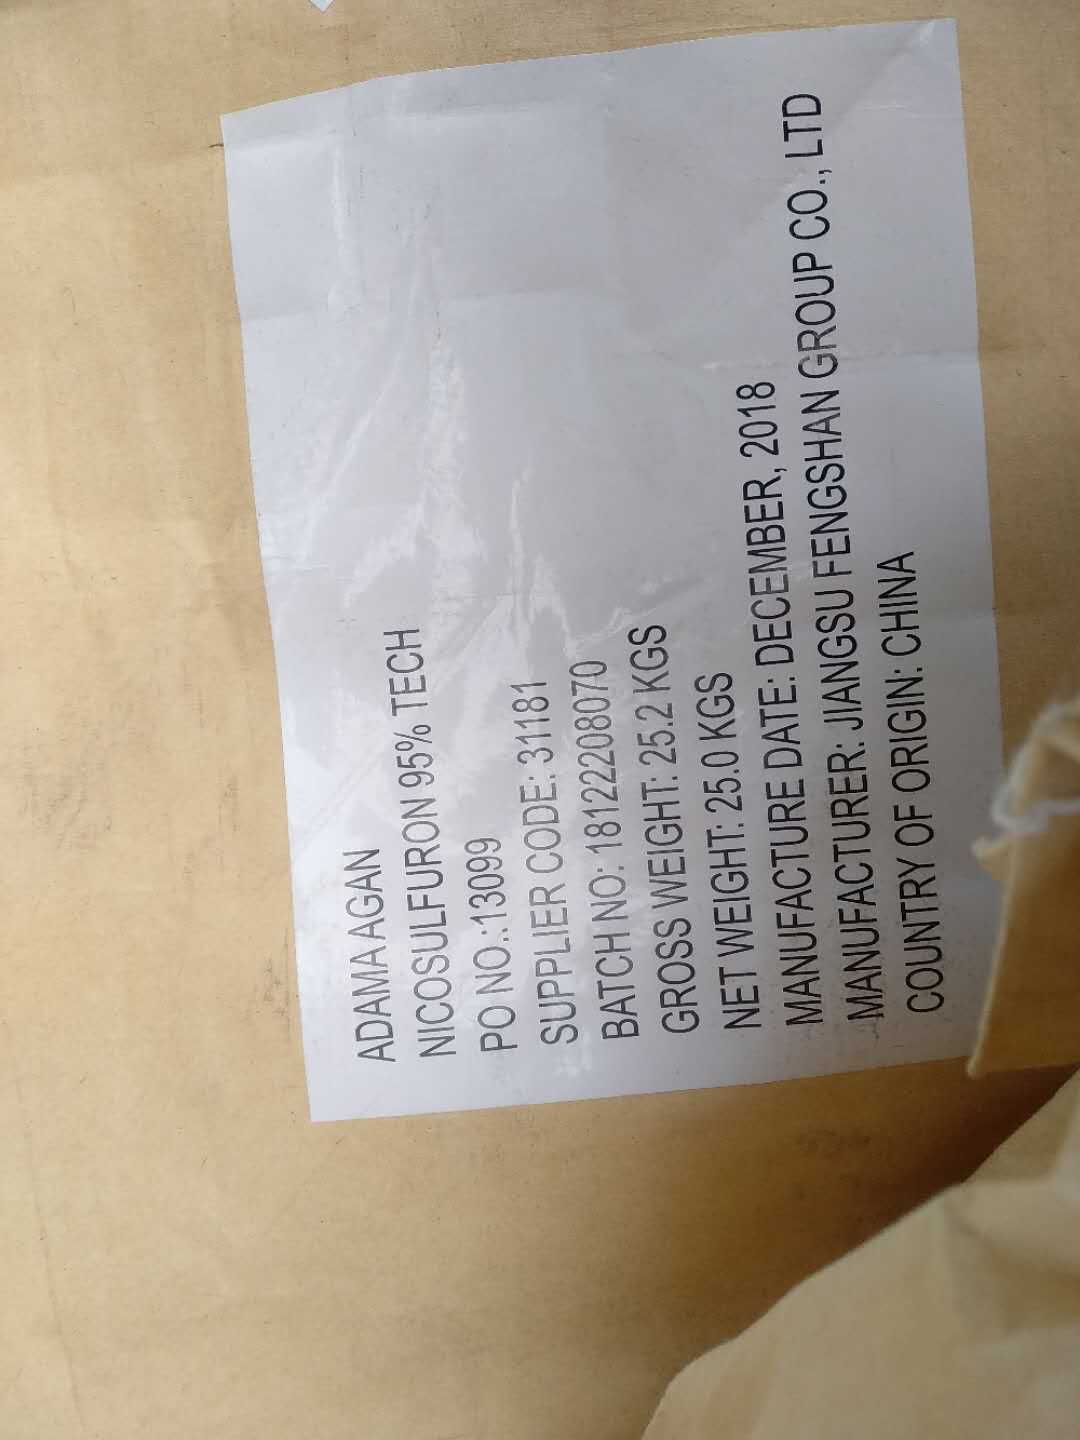 ADAMA AGAN
NICOSULFURON 95% TECH
PO NO.:13099
SUPPLIER CODE: 31181
BATCH NO: 18122208070
GROSS WEIGHT: 25.2 KGS
NET WEIGHT: 25.0 KGS
MANUFACTURE DATE: DECEMBER, 2018
MANUFACTURER: JIANGSU FENGSHAN GROUP CO., LTD
COUNTRY OF ORIGIN: CHINA